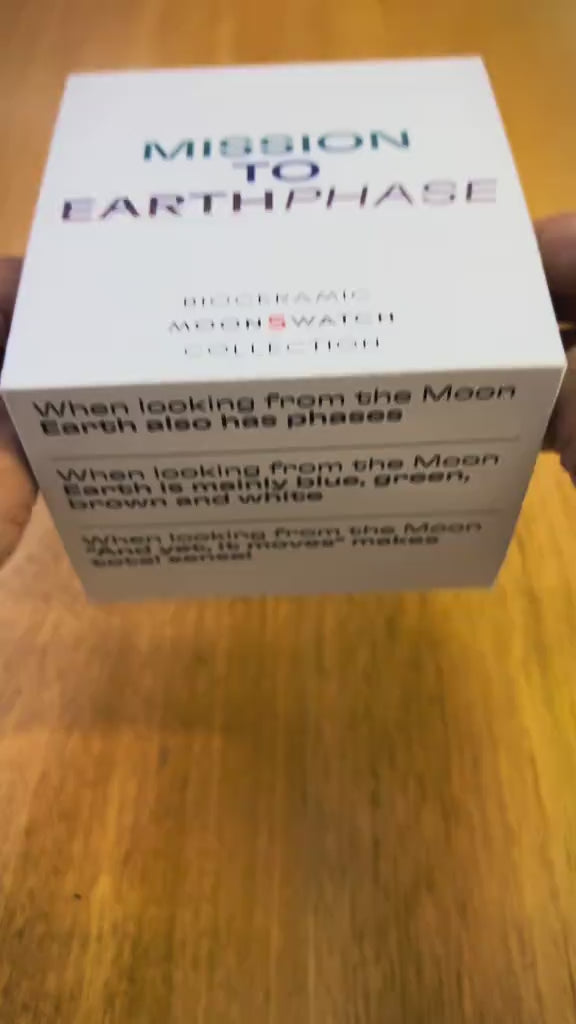 MISSION
TO
EARTHPHASE
BIOCERAMIC
MOONSWATCH
COLLECTION
When looking from the Moon
Earth also has phases
When looking from the Moon
Earth is mainly blue, green,
brown and white
When looking from the Moon
"And yet, it moves" makes
total sense!